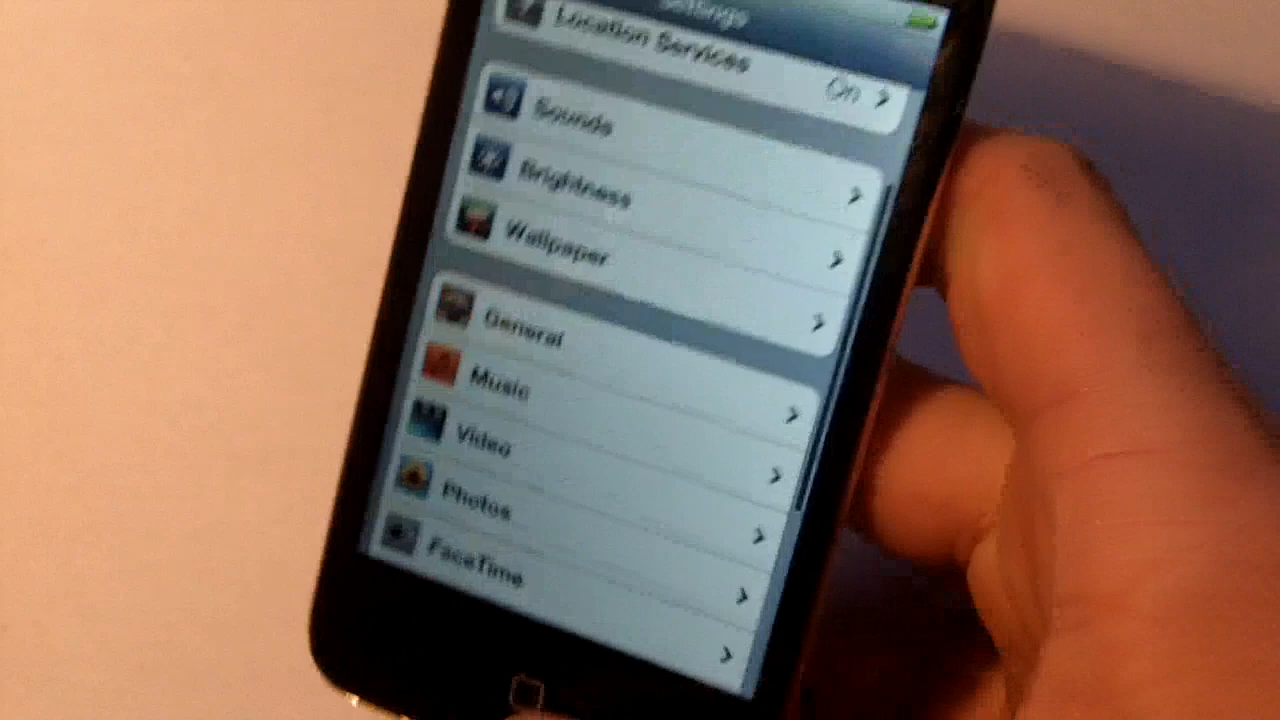 Settings
Location Services
On
Sounds
Brightness
Wallpaper
General
Music
Video
Photos
FaceTime